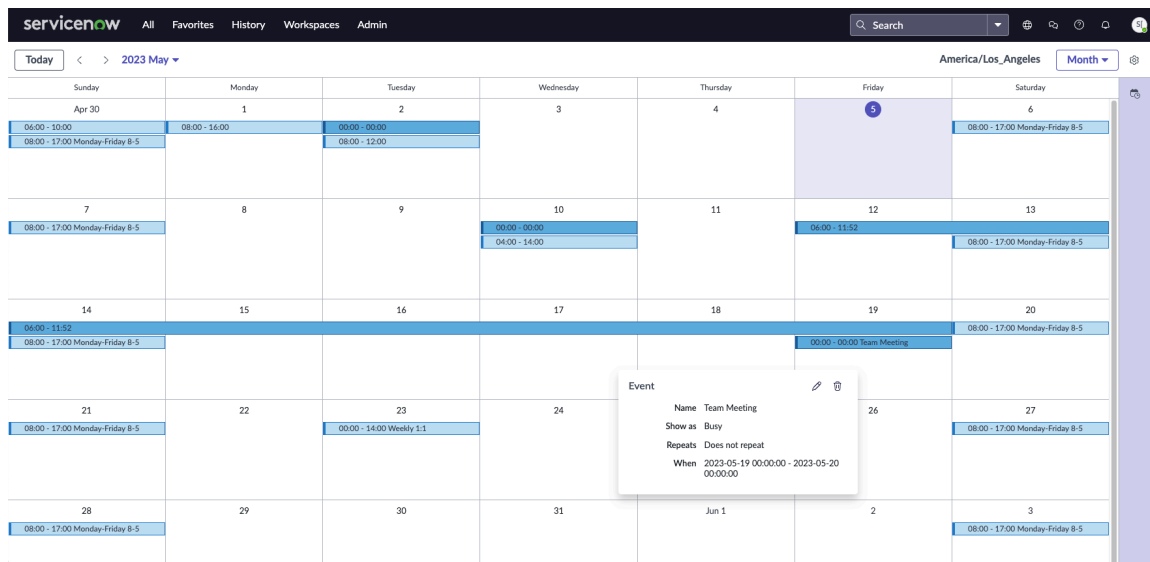 servicenow All Favorites History Workspaces Admin Search SJ
Today < > 2023 May America/Los_Angeles Month
Sunday Monday Tuesday Wednesday Thursday Friday Saturday
Apr 30 1 2 3 4 5 6
06:00 - 10:00 08:00 - 16:00 00:00 - 00:00 08:00 - 17:00 Monday-Friday 8-5
08:00 - 17:00 Monday-Friday 8-5 08:00 - 12:00
7 8 9 10 11 12 13
08:00 - 17:00 Monday-Friday 8-5 00:00 - 00:00 06:00 - 11:52
04:00 - 14:00 08:00 - 17:00 Monday-Friday 8-5
14 15 16 17 18 19 20
06:00 - 11:52 08:00 - 17:00 Monday-Friday 8-5
08:00 - 17:00 Monday-Friday 8-5 00:00 - 00:00 Team Meeting
Event
Name Team Meeting
Show as Busy
Repeats Does not repeat
When 2023-05-19 00:00:00 - 2023-05-20
00:00:00
21 22 23 24 26 27
08:00 - 17:00 Monday-Friday 8-5 00:00 - 14:00 Weekly 1:1 08:00 - 17:00 Monday-Friday 8-5
28 29 30 31 Jun 1 2 3
08:00 - 17:00 Monday-Friday 8-5 08:00 - 17:00 Monday-Friday 8-5